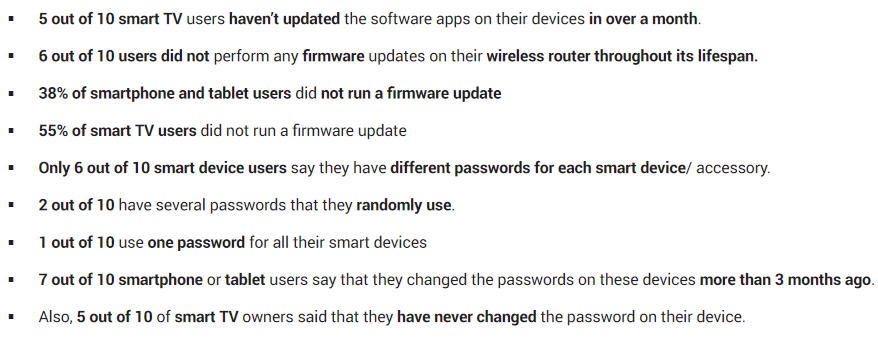 ▪ 5 out of 10 smart TV users haven’t updated the software apps on their devices in over a month.
▪ 6 out of 10 users did not perform any firmware updates on their wireless router throughout its lifespan.
▪ 38% of smartphone and tablet users did not run a firmware update
▪ 55% of smart TV users did not run a firmware update
▪ Only 6 out of 10 smart device users say they have different passwords for each smart device/ accessory.
▪ 2 out of 10 have several passwords that they randomly use.
▪ 1 out of 10 use one password for all their smart devices
▪ 7 out of 10 smartphone or tablet users say that they changed the passwords on these devices more than 3 months ago.
▪ Also, 5 out of 10 of smart TV owners said that they have never changed the password on their device.